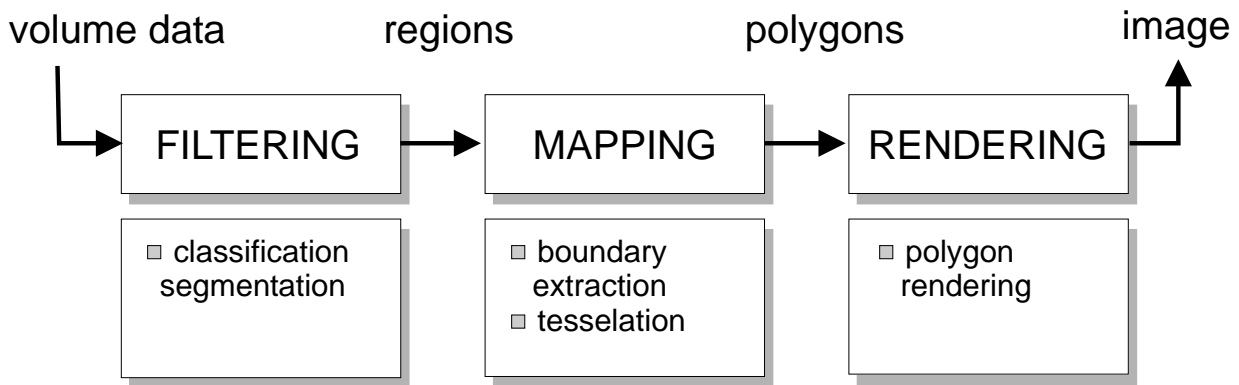 volume data
regions
polygons
image
FILTERING
MAPPING
RENDERING
classification
segmentation
boundary
extraction
tesselation
polygon
rendering